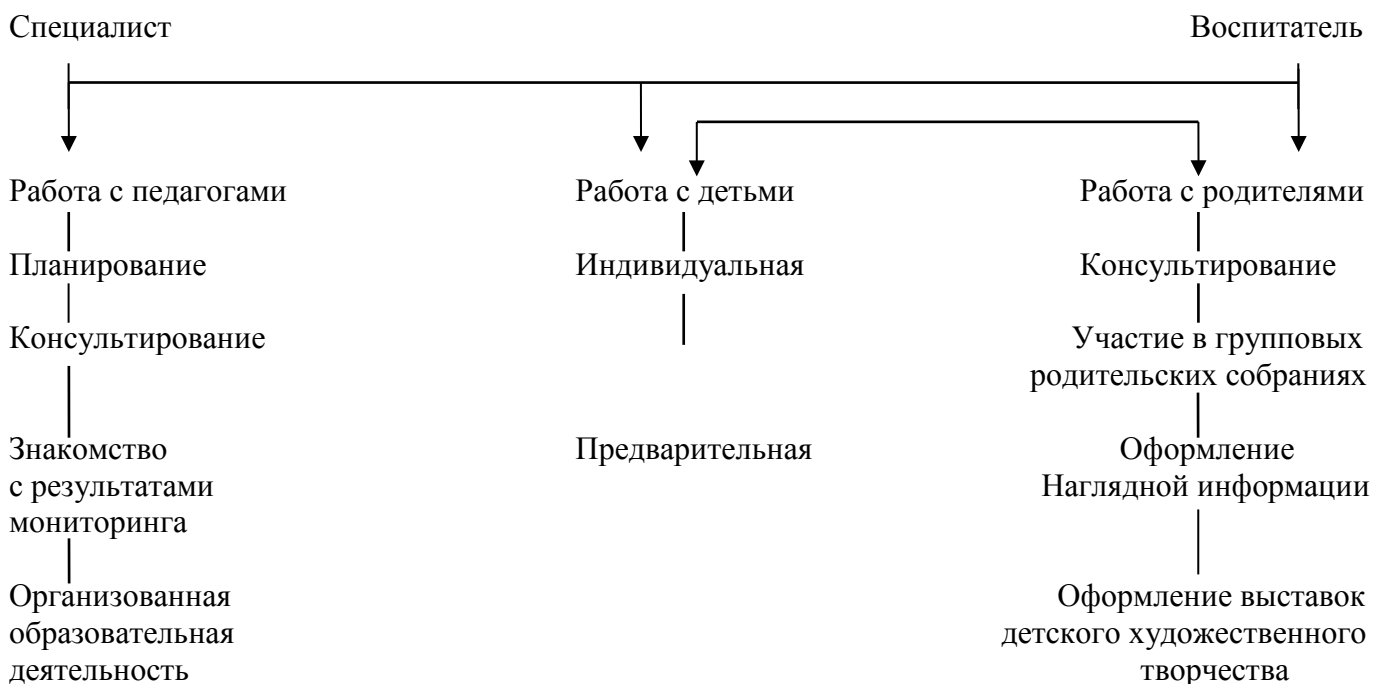 Специалист
Воспитатель
Работа с педагогами
Работа с детьми
Работа с родителями
Планирование
Индивидуальная
Консультирование
Консультирование
Участие в групповых
родительских собраниях
Знакомство
с результатами
мониторинга
Предварительная
Оформление
Наглядной информации
Организованная
образовательная
деятельность
Оформление выставок
детского художественного
творчества